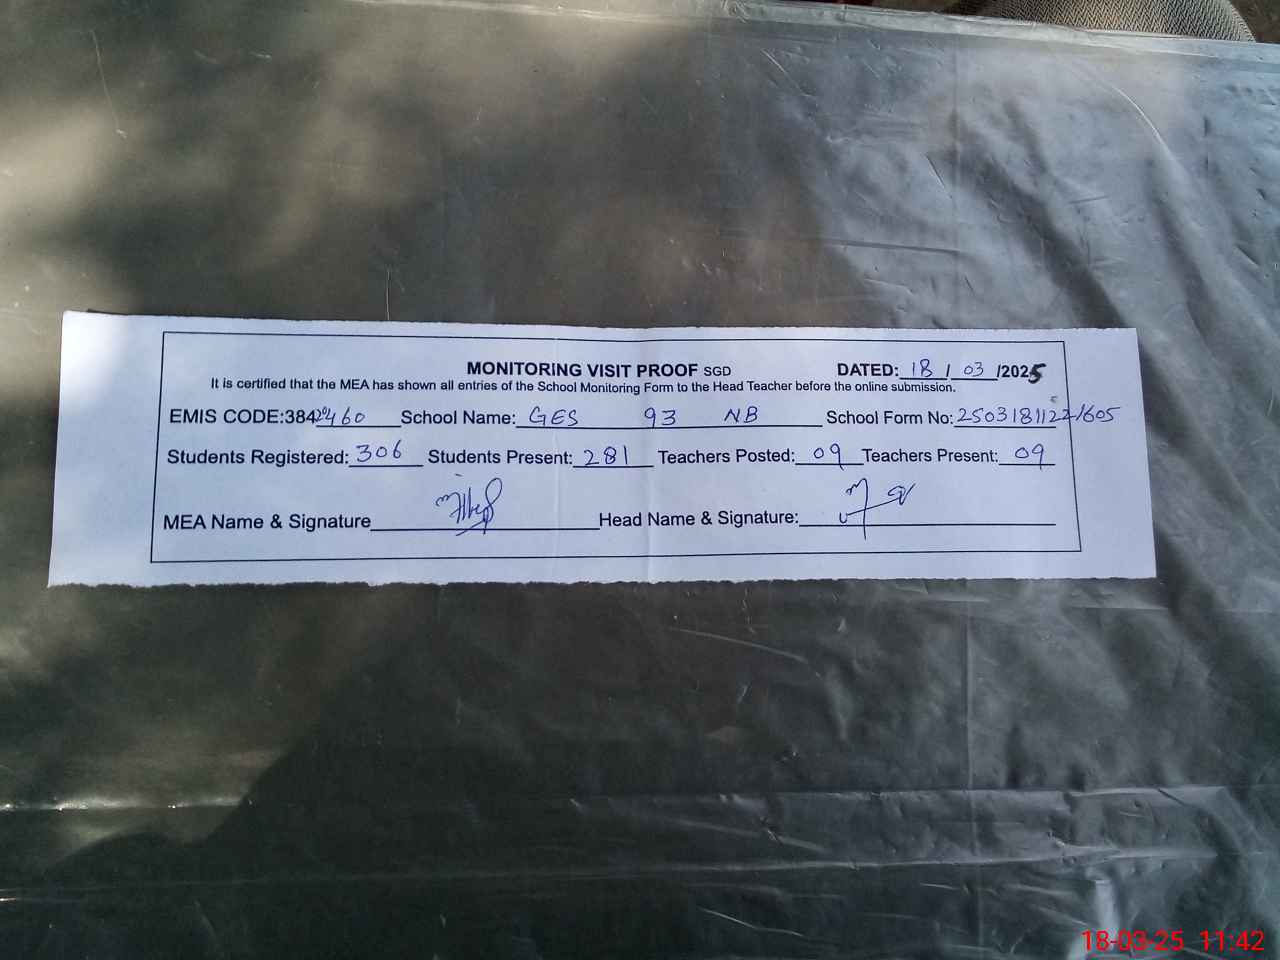 MONITORING VISIT PROOF SGD DATED: 18 / 03 /2025
It is certified that the MEA has shown all entries of the School Monitoring Form to the Head Teacher before the online submission.
EMIS CODE:384 460 School Name: GES 93 NB School Form No: 2503181122-1605
Students Registered: 306 Students Present: 281 Teachers Posted: 09 Teachers Present: 09
MEA Name & Signature Head Name & Signature:
18-03-25 11:42